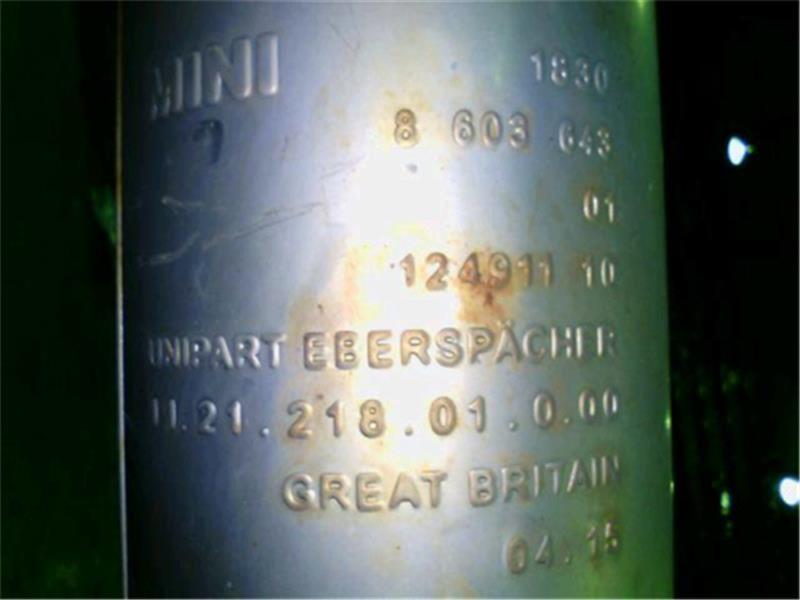 MINI 1830
8 603 643
01
124911 10
UNIPART EBERSPÄCHER
11.21.218.01.0.00
GREAT BRITAIN
04.15